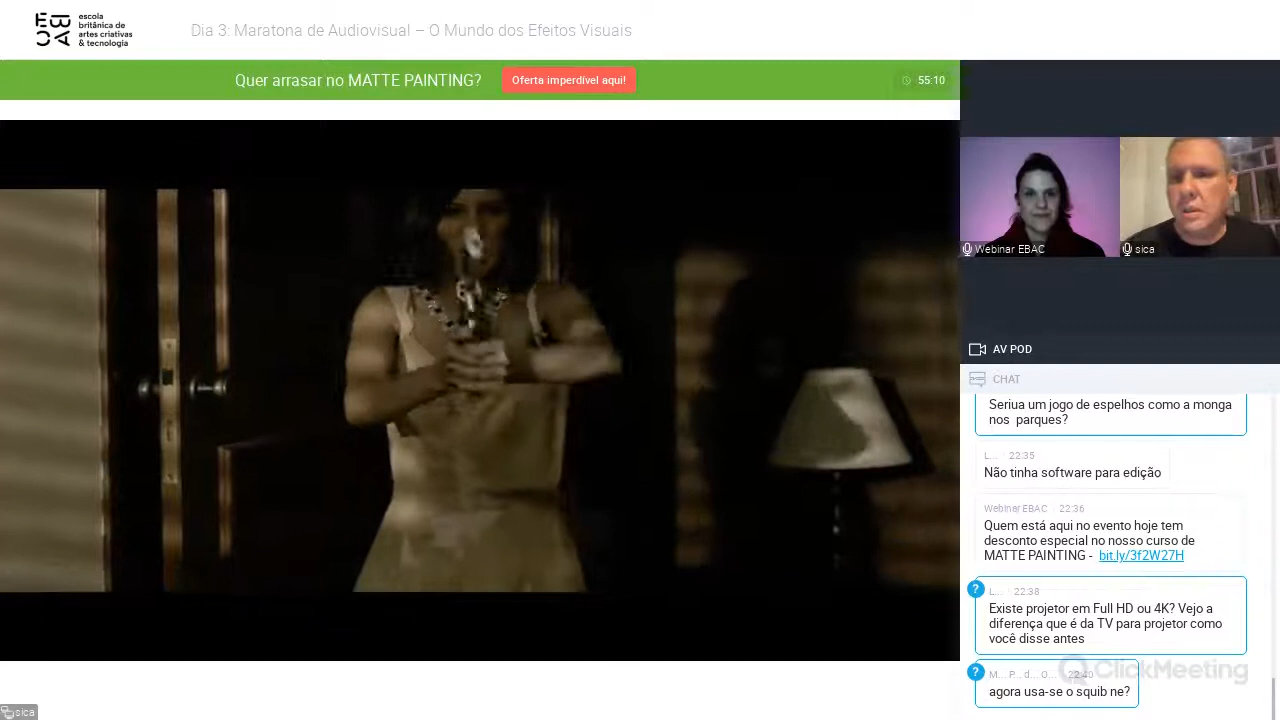 escola
britânica de
artes criativas
& tecnologia
EBAC
Dia 3: Maratona de Audiovisual – O Mundo dos Efeitos Visuais
Quer arrasar no MATTE PAINTING?
Oferta imperdível aqui!
55:10
Webinar EBAC
sica
AV POD
CHAT
Seriua um jogo de espelhos como a monga
nos parques?
L... · 22:35
Não tinha software para edição
Webiner EBAC · 22:36
Quem está aqui no evento hoje tem
desconto especial no nosso curso de
MATTE PAINTING - bit.ly/3f2W27H
?
L... · 22:38
Existe projetor em Full HD ou 4K? Vejo a
diferença que é da TV para projetor como
você disse antes
ClickMeeting
?
M... P... d... O... · 22:40
agora usa-se o squib ne?
sica